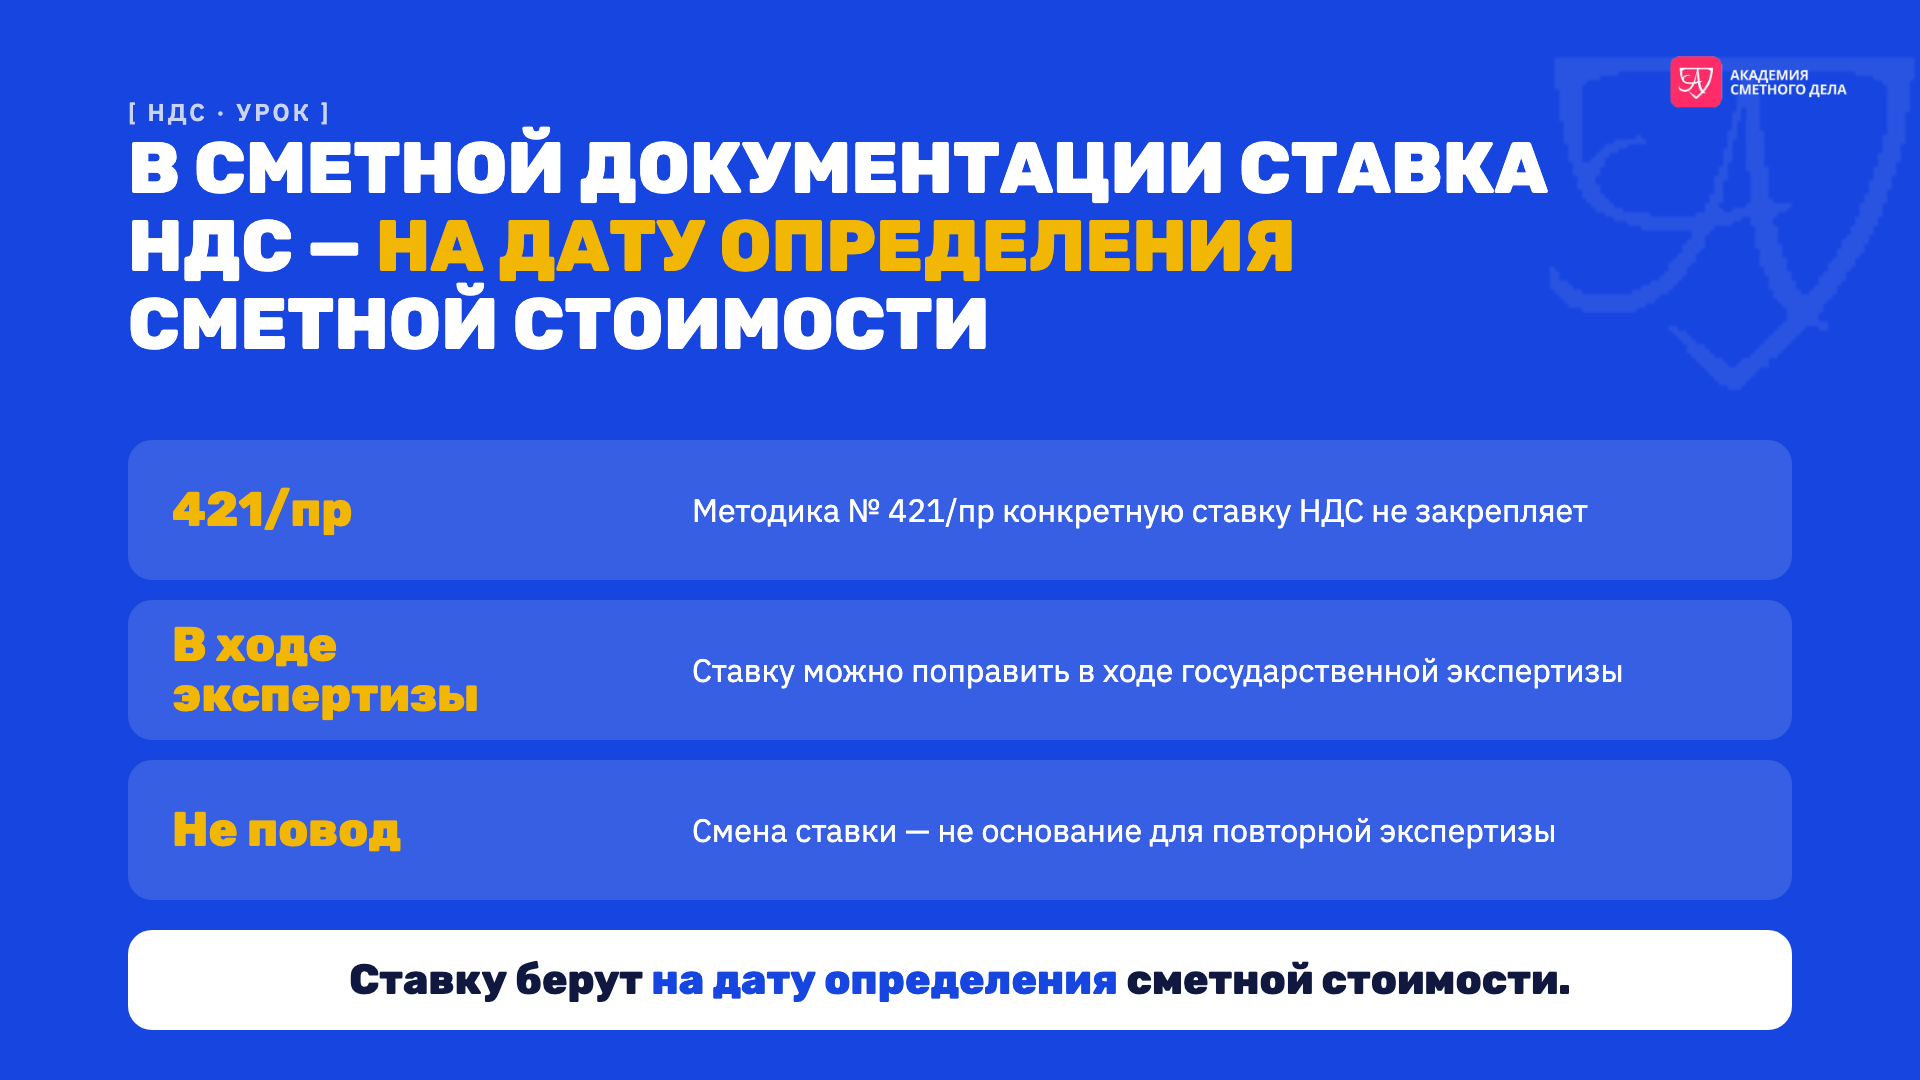 АКАДЕМИЯ
СМЕТНОГО ДЕЛА
[ НДС · УРОК ]
В СМЕТНОЙ ДОКУМЕНТАЦИИ СТАВКА
НДС — НА ДАТУ ОПРЕДЕЛЕНИЯ
СМЕТНОЙ СТОИМОСТИ
421/пр
Методика № 421/пр конкретную ставку НДС не закрепляет
В ходе
экспертизы
Ставку можно поправить в ходе государственной экспертизы
Не повод
Смена ставки — не основание для повторной экспертизы
Ставку берут на дату определения сметной стоимости.